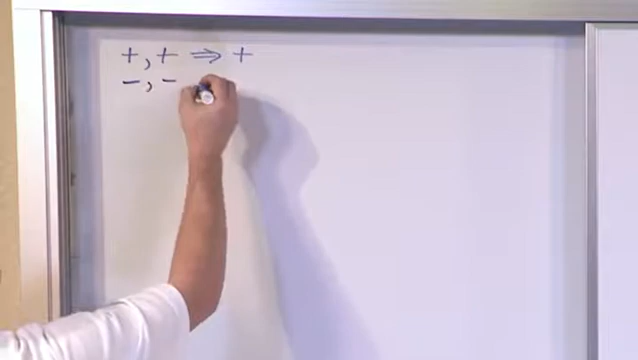 +, + ⇒ +
-, -